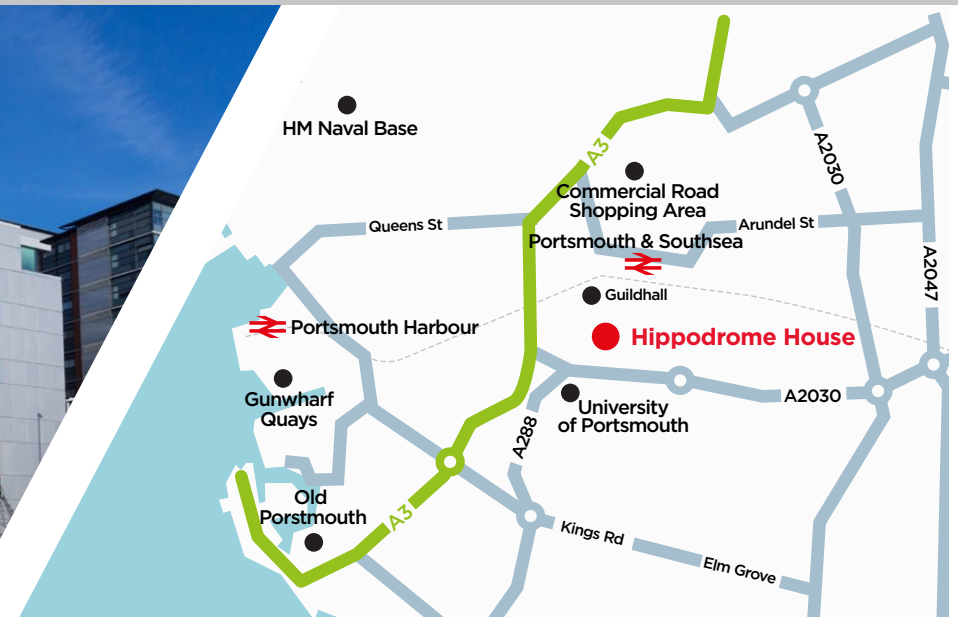 HM Naval Base
A3
A2030
Commercial Road
Shopping Area
Queens St
Arundel St
Portsmouth & Southsea
A2047
Guildhall
Portsmouth Harbour
Hippodrome House
Gunwharf
Quays
A2030
University
of Portsmouth
A288
Old
Porstmouth
A3
Kings Rd
Elm Grove